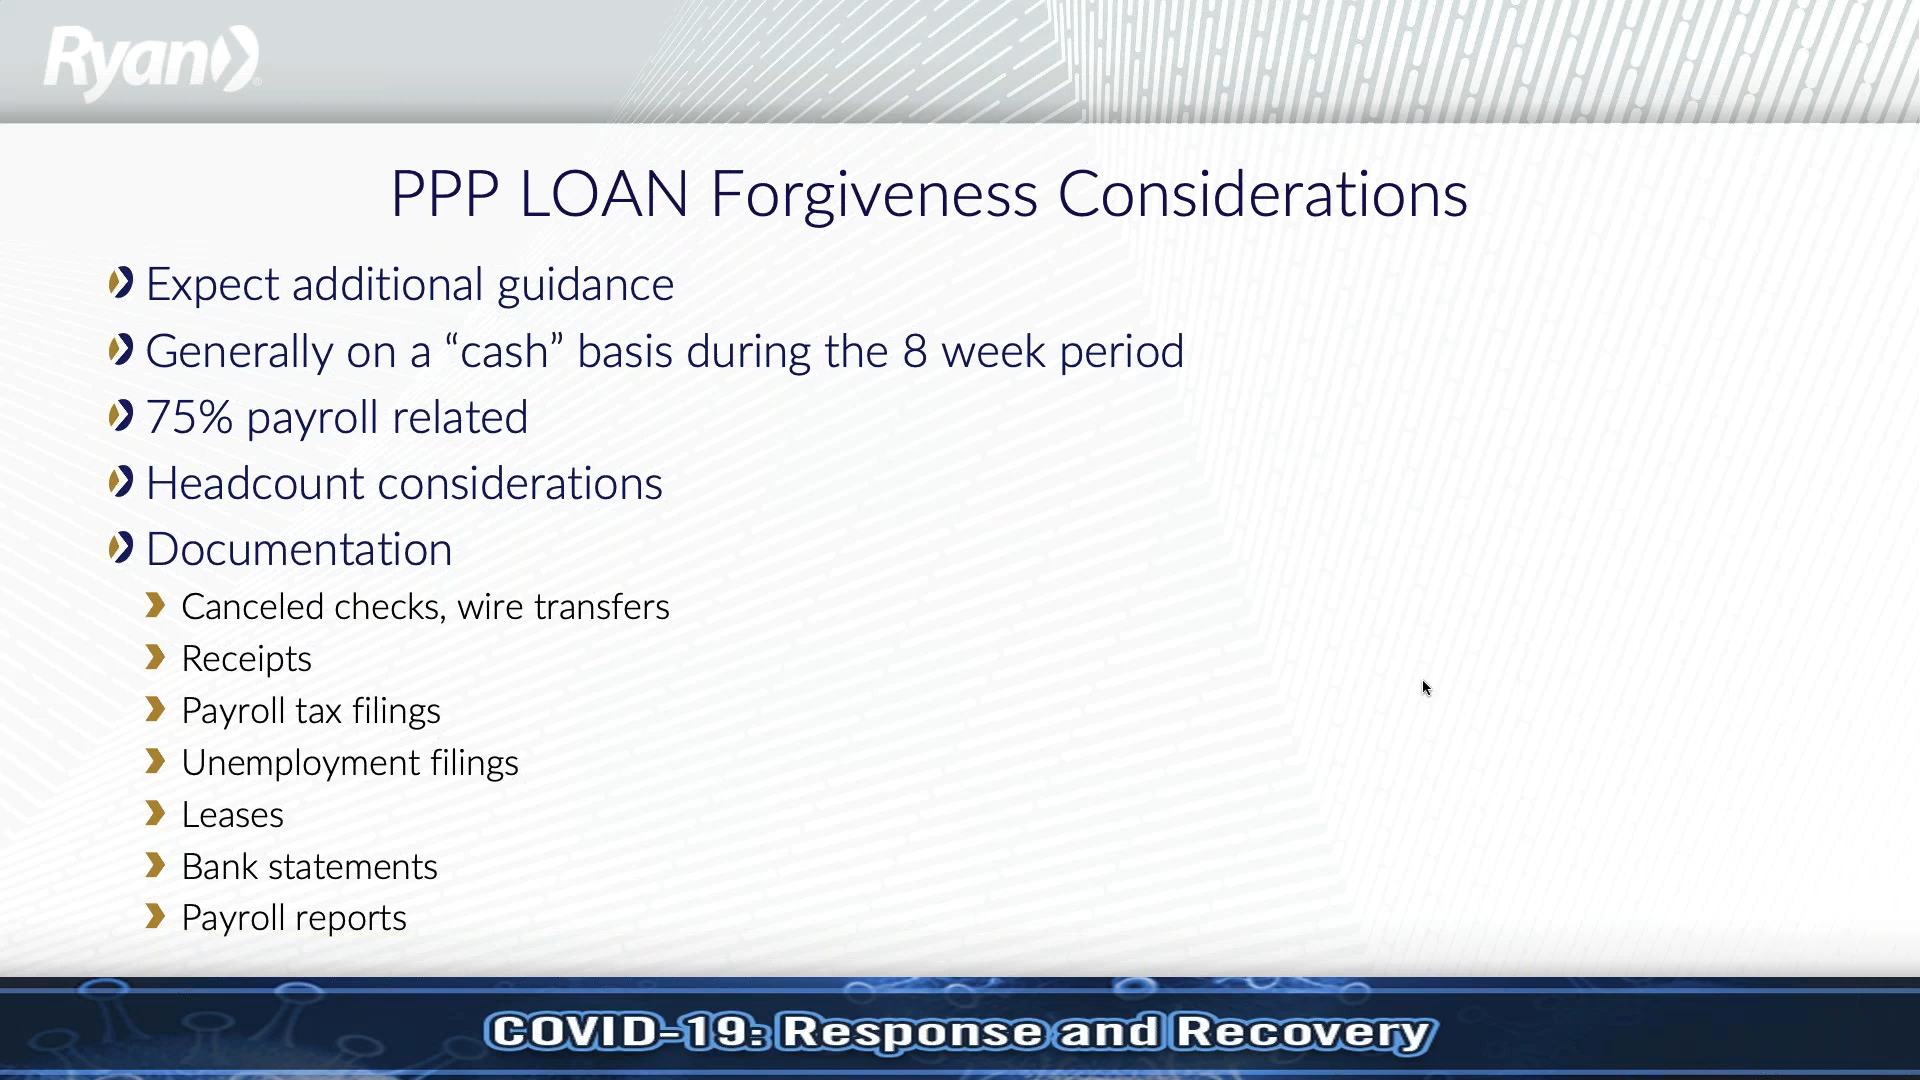 Ryan
PPP LOAN Forgiveness Considerations
Expect additional guidance
Generally on a “cash” basis during the 8 week period
75% payroll related
Headcount considerations
Documentation
Canceled checks, wire transfers
Receipts
Payroll tax filings
Unemployment filings
Leases
Bank statements
Payroll reports
COVID-19: Response and Recovery